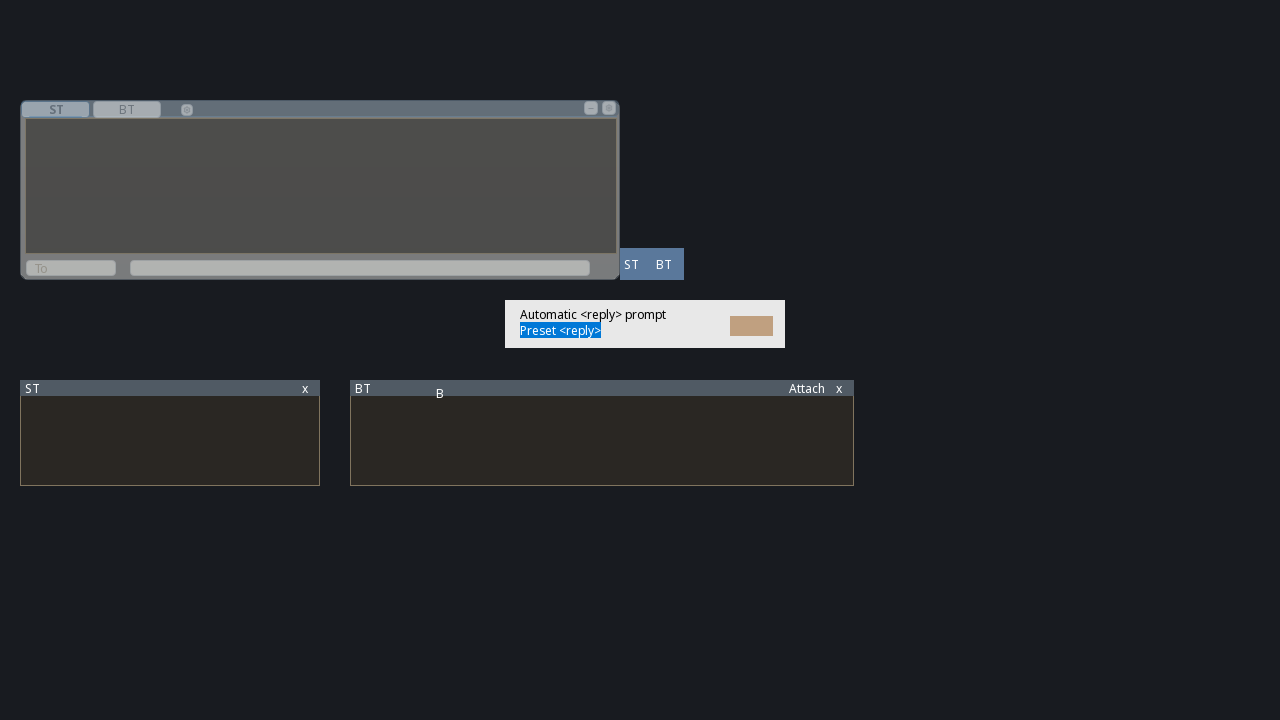 ST BT
To
ST BT
Automatic <reply> prompt
Preset <reply>
ST x
BT B Attach x